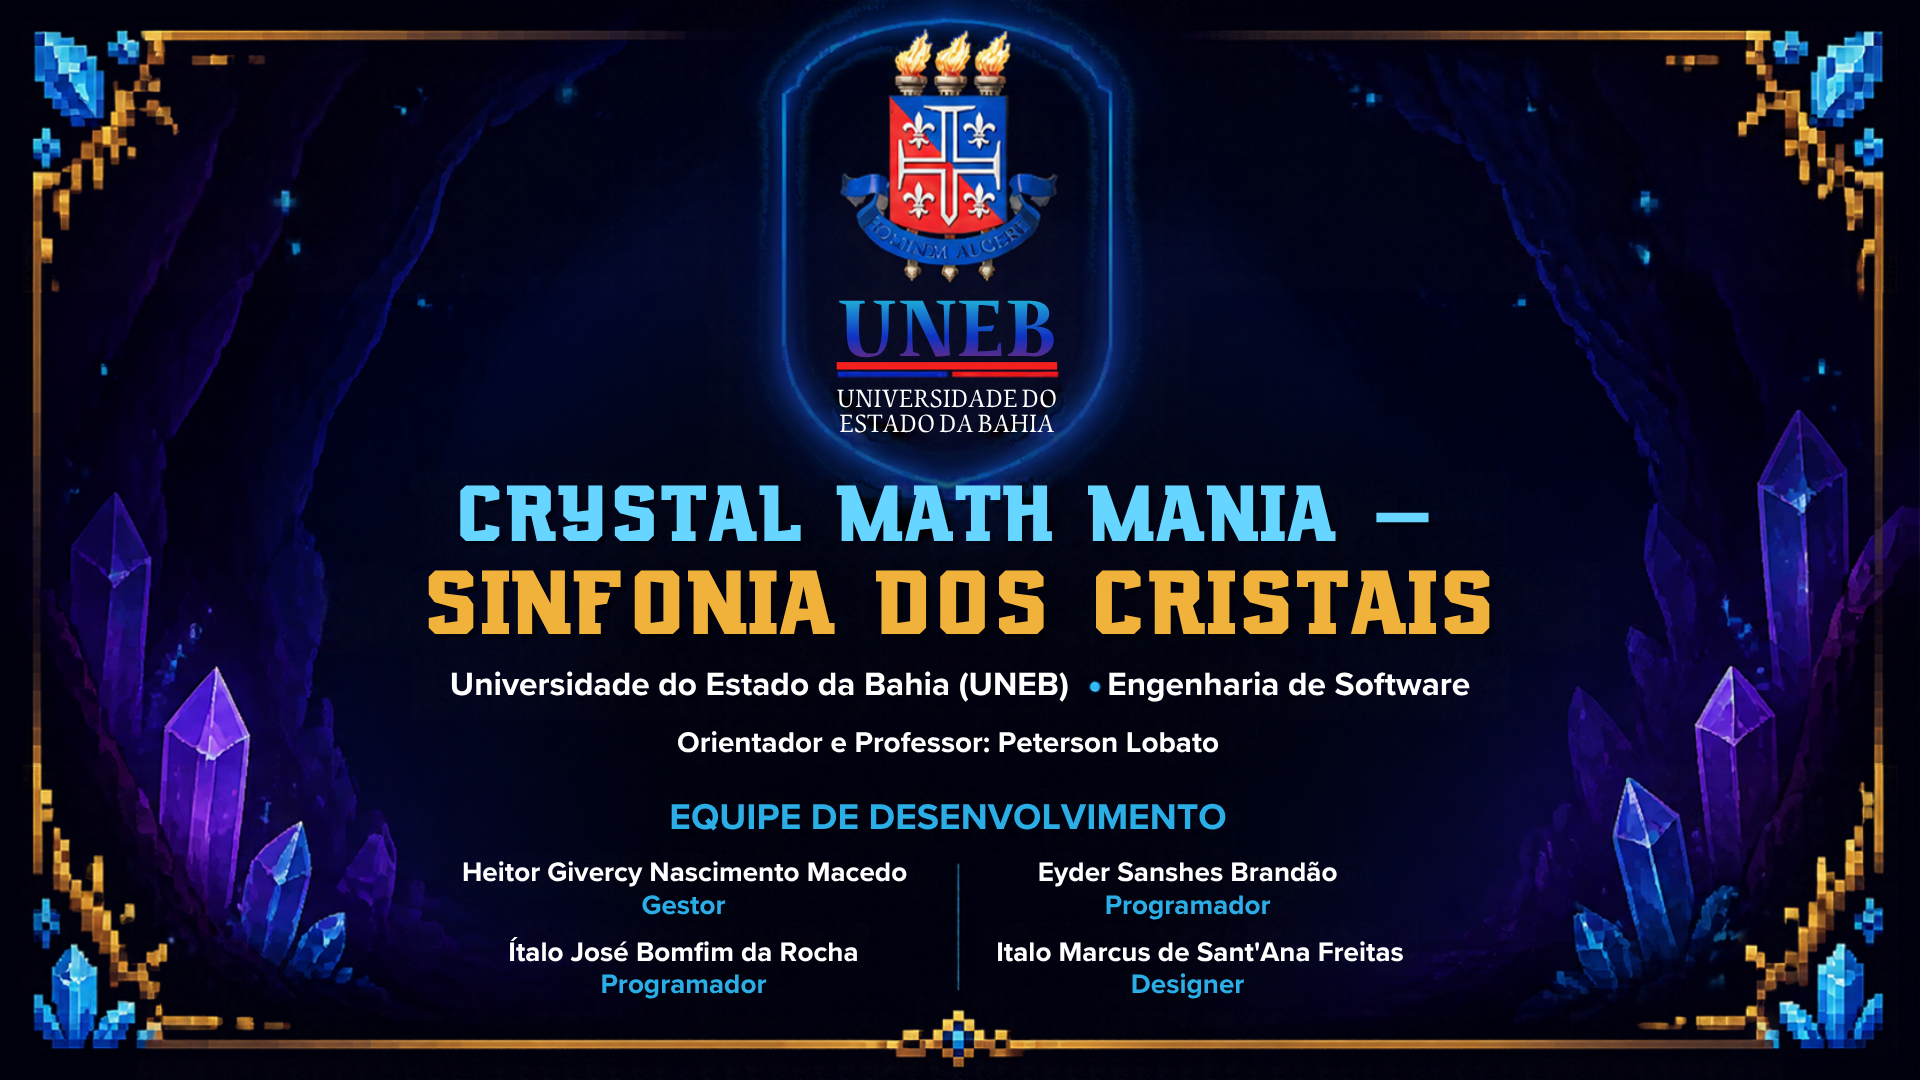 HOMINEM AUGERE
UNEB
UNIVERSIDADE DO
ESTADO DA BAHIA
CRYSTAL MATH MANIA –
SINFONIA DOS CRISTAIS
Universidade do Estado da Bahia (UNEB) • Engenharia de Software
Orientador e Professor: Peterson Lobato
EQUIPE DE DESENVOLVIMENTO
Heitor Givercy Nascimento Macedo
Gestor
Eyder Sanshes Brandão
Programador
Ítalo José Bomfim da Rocha
Programador
Italo Marcus de Sant'Ana Freitas
Designer